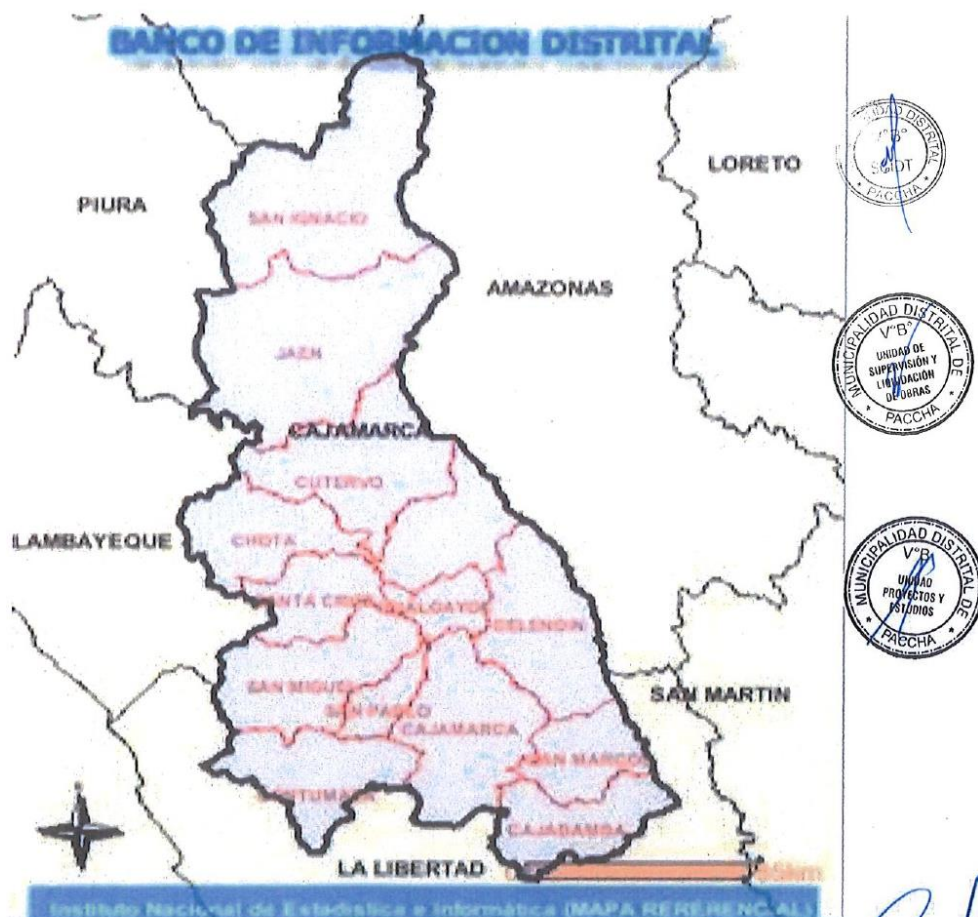 BANCO DE INFORMACION DISTRITAL
LORETO
PIURA
SAN IGNACIO
AMAZONAS
JAEN
CAJAMARCA
CUTERVO
LAMBAYEQUE
CHOTA
SANTA CRUZ
HUALGAYOC
CELENDIN
SAN MIGUEL
SAN PABLO
SAN MARTIN
CAJAMARCA
SAN MARCOS
CONTUMAZA
CAJABAMBA
LA LIBERTAD
Instituto Nacional de Estadistica e Informática (MAPA REFERENCIAL)
DISTRITAL
V°B°
PACCHA
MUNICIPALIDAD DISTRITAL DE
V°B°
UNIDAD DE
SUPERVISIÓN Y
LIQUIDACIÓN
DE OBRAS
PACCHA
MUNICIPALIDAD DISTRITAL DE
V°B°
UNIDAD
PROYECTOS Y
ESTUDIOS
PACCHA